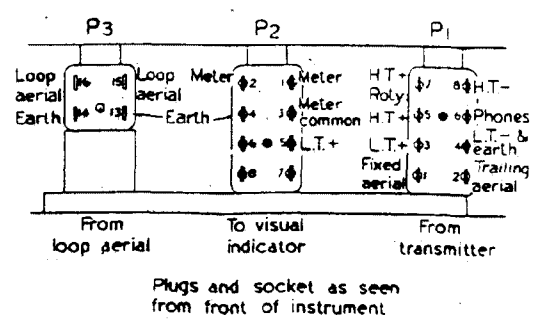 P3 P2 P1
Loop aerial 16 15 Loop aerial
Earth 14 13 Earth
Meter 2 1 Meter
4 3 Meter common
6 5 L.T.+
8 7
H.T+ Roly 7 8 H.T-
H.T+ 5 6 Phones
L.T.+ 3 4 L.T.- & earth
Fixed aerial 1 2 Trailing aerial
From loop aerial
To visual indicator
From transmitter
Plugs and socket as seen
from front of instrument